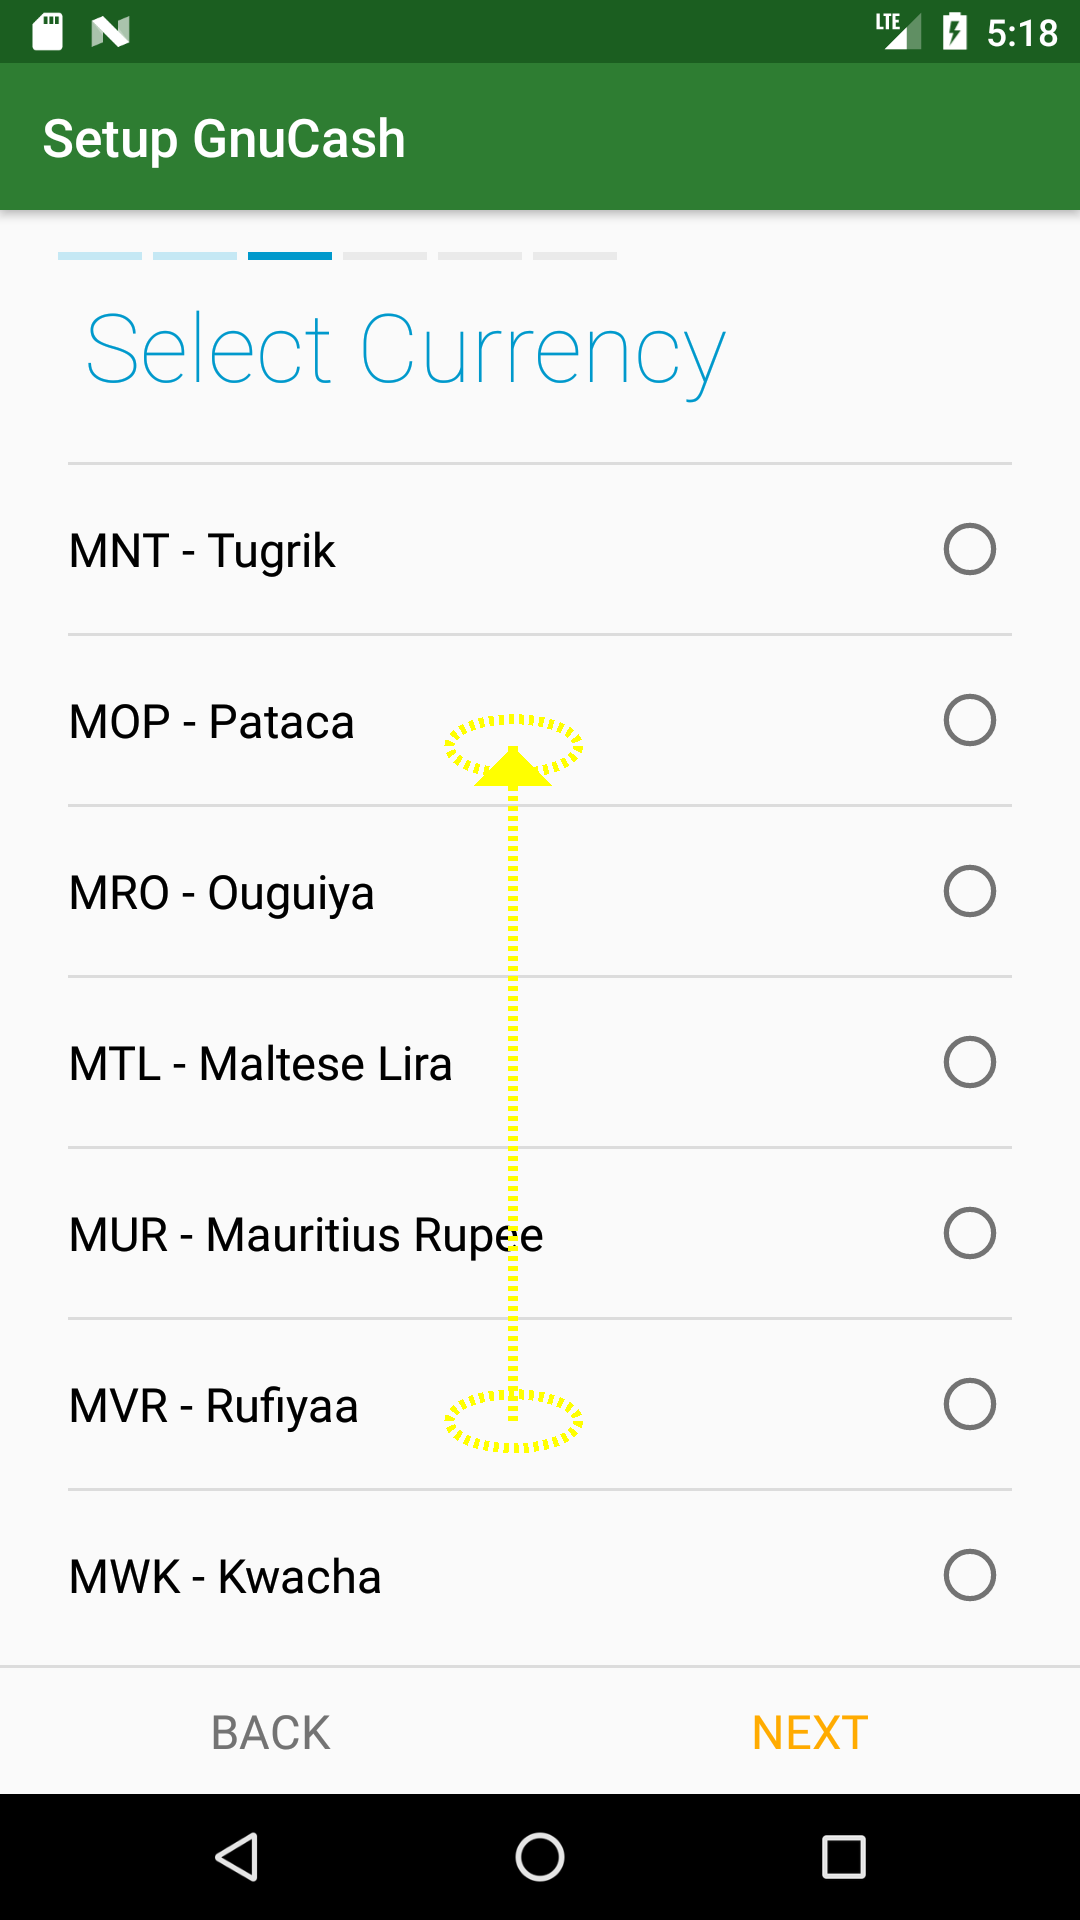 LTE 5:18
Setup GnuCash
Select Currency
MNT - Tugrik
MOP - Pataca
MRO - Ouguiya
MTL - Maltese Lira
MUR - Mauritius Rupee
MVR - Rufiyaa
MWK - Kwacha
BACK NEXT